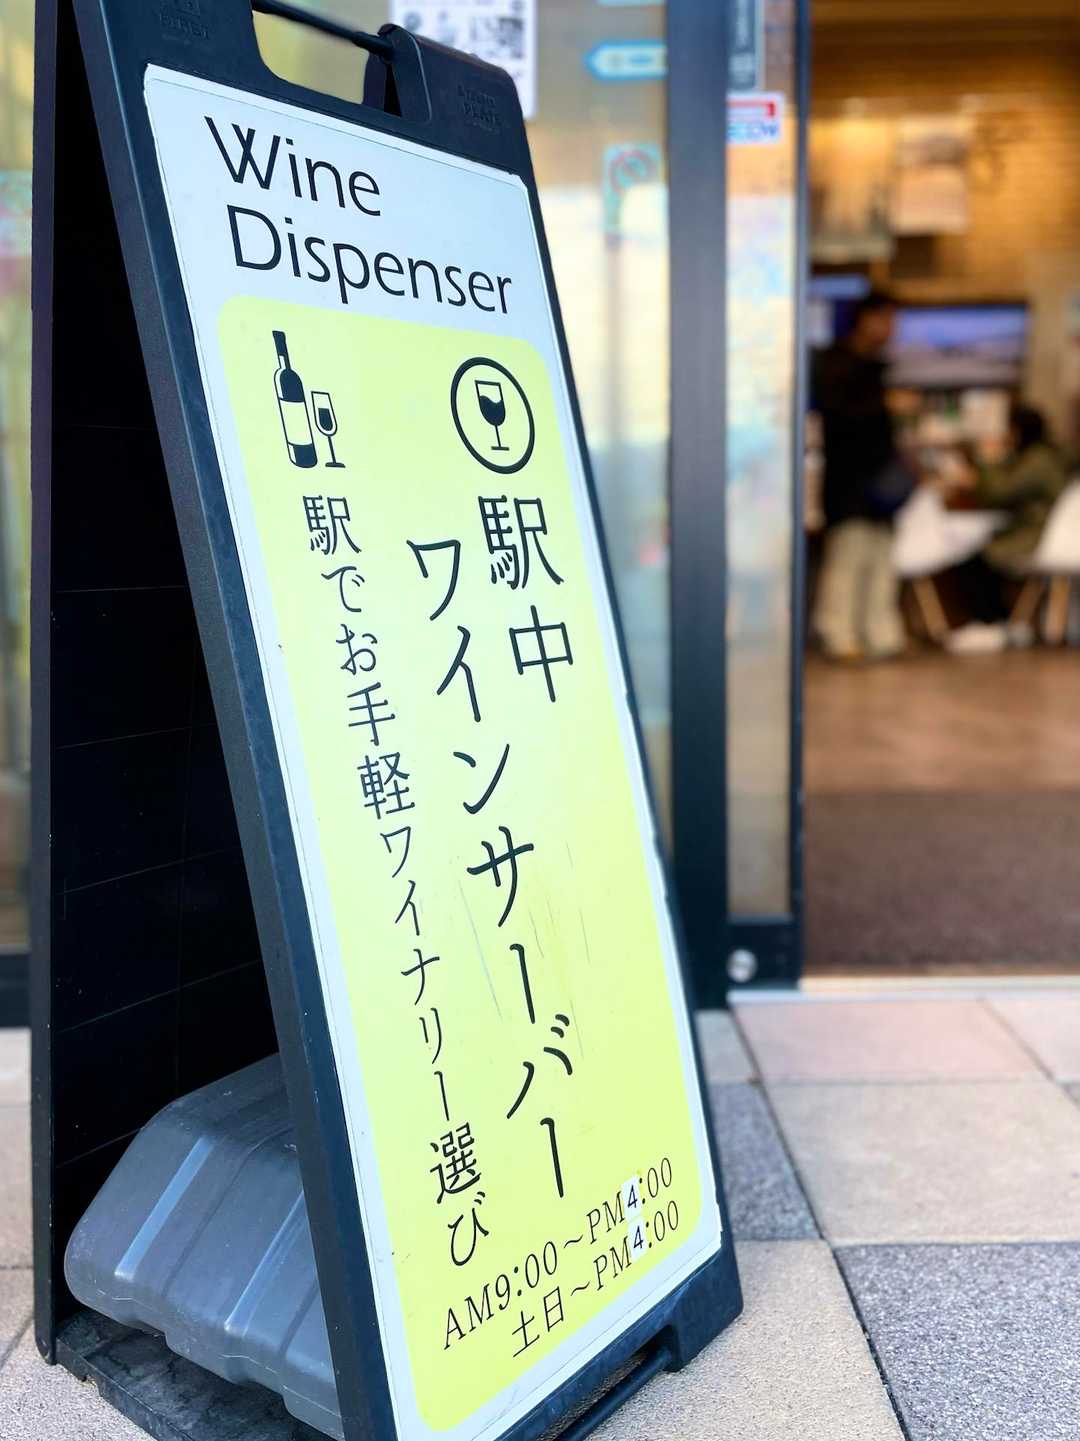 Wine
Dispenser
駅中
ワインサーバー
駅でお手軽ワイナリー選び
AM9:00～PM4:00
土日～PM4:00